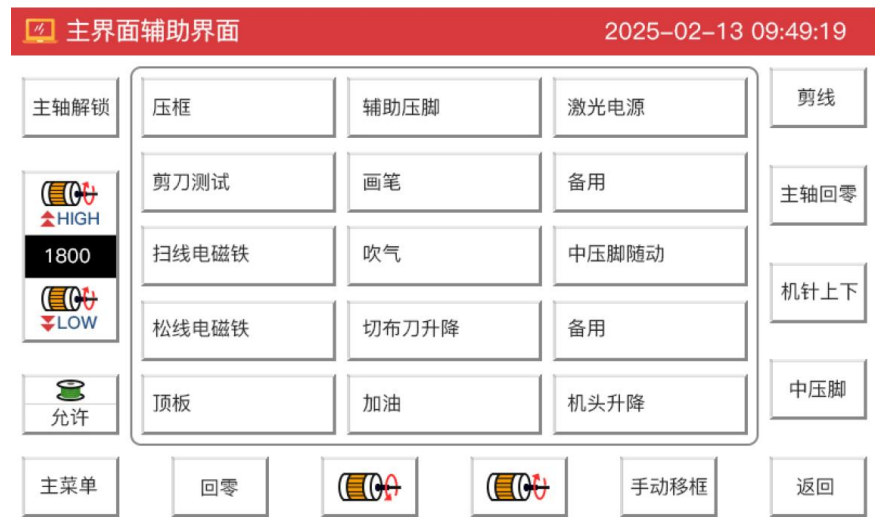 主界面辅助界面 2025-02-13 09:49:19
主轴解锁 压框 辅助压脚 激光电源 剪线
剪刀测试 画笔 备用 主轴回零
HIGH
1800 扫线电磁铁 吹气 中压脚随动
机针上下
LOW 松线电磁铁 切布刀升降 备用
允许 顶板 加油 机头升降 中压脚
主菜单 回零 手动移框 返回